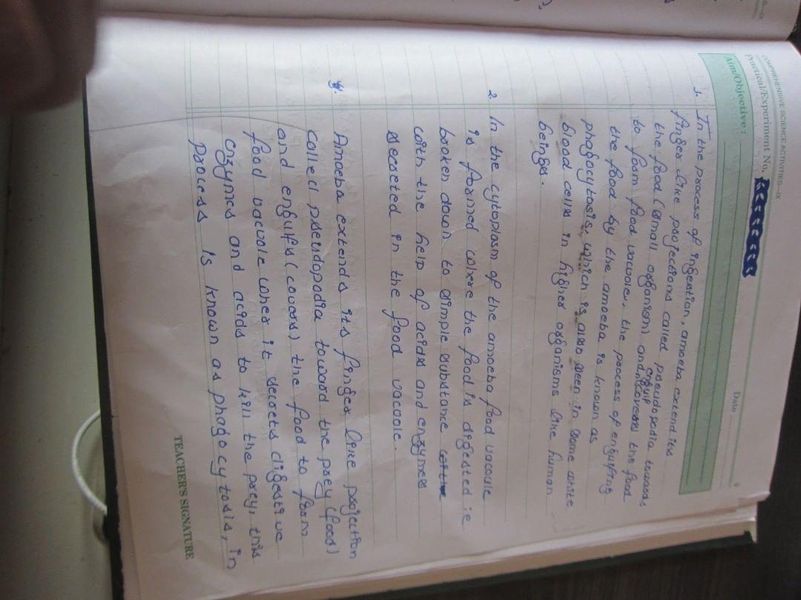 COMPREHENSIVE SCIENCE ACTIVITIES—IX
Practical/Experiment No.
Date
Aim/Objective :
1. In the process of ingestion, amoeba extend its
finger like projections called pseudopodia towards
the food (small organism) and engulf covers the food
to form food vacuole, the process of engulfing
the food by the amoeba is known as
phagocytosis, which is also seen in some white
blood cells in higher organisms like human
beings.
2. In the cytoplasm of the amoeba food vacuole
is formed where the food is digested ie
broken down to simple substance
with the help of acids and enzymes
secreted in the food vacuole.
Amoeba extends its finger like projection
called pseudopodia toward the prey (food)
and engulfs (covers) the food to form
food vacuole when it secrets digestive
enzymes and acids to kill the prey, this
process is known as phagocytosis, in
TEACHER'S SIGNATURE